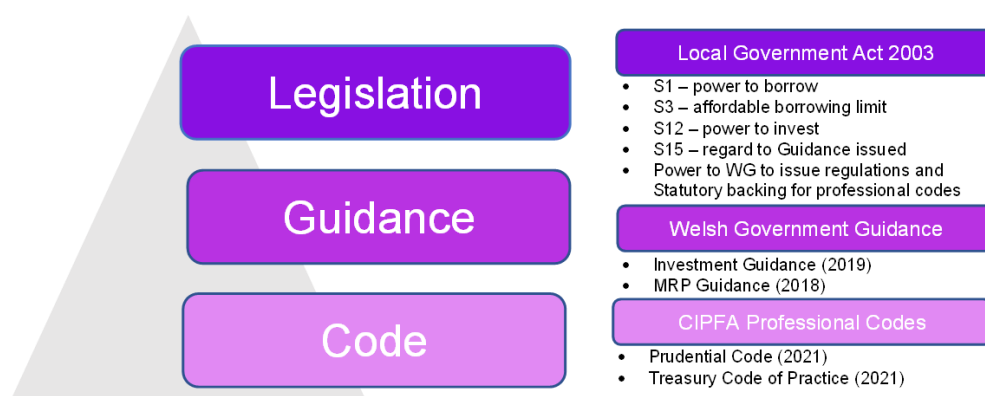 Legislation
Local Government Act 2003
• S1 – power to borrow
• S3 – affordable borrowing limit
• S12 – power to invest
• S15 – regard to Guidance issued
• Power to WG to issue regulations and
Statutory backing for professional codes
Guidance
Welsh Government Guidance
• Investment Guidance (2019)
• MRP Guidance (2018)
Code
CIPFA Professional Codes
• Prudential Code (2021)
• Treasury Code of Practice (2021)